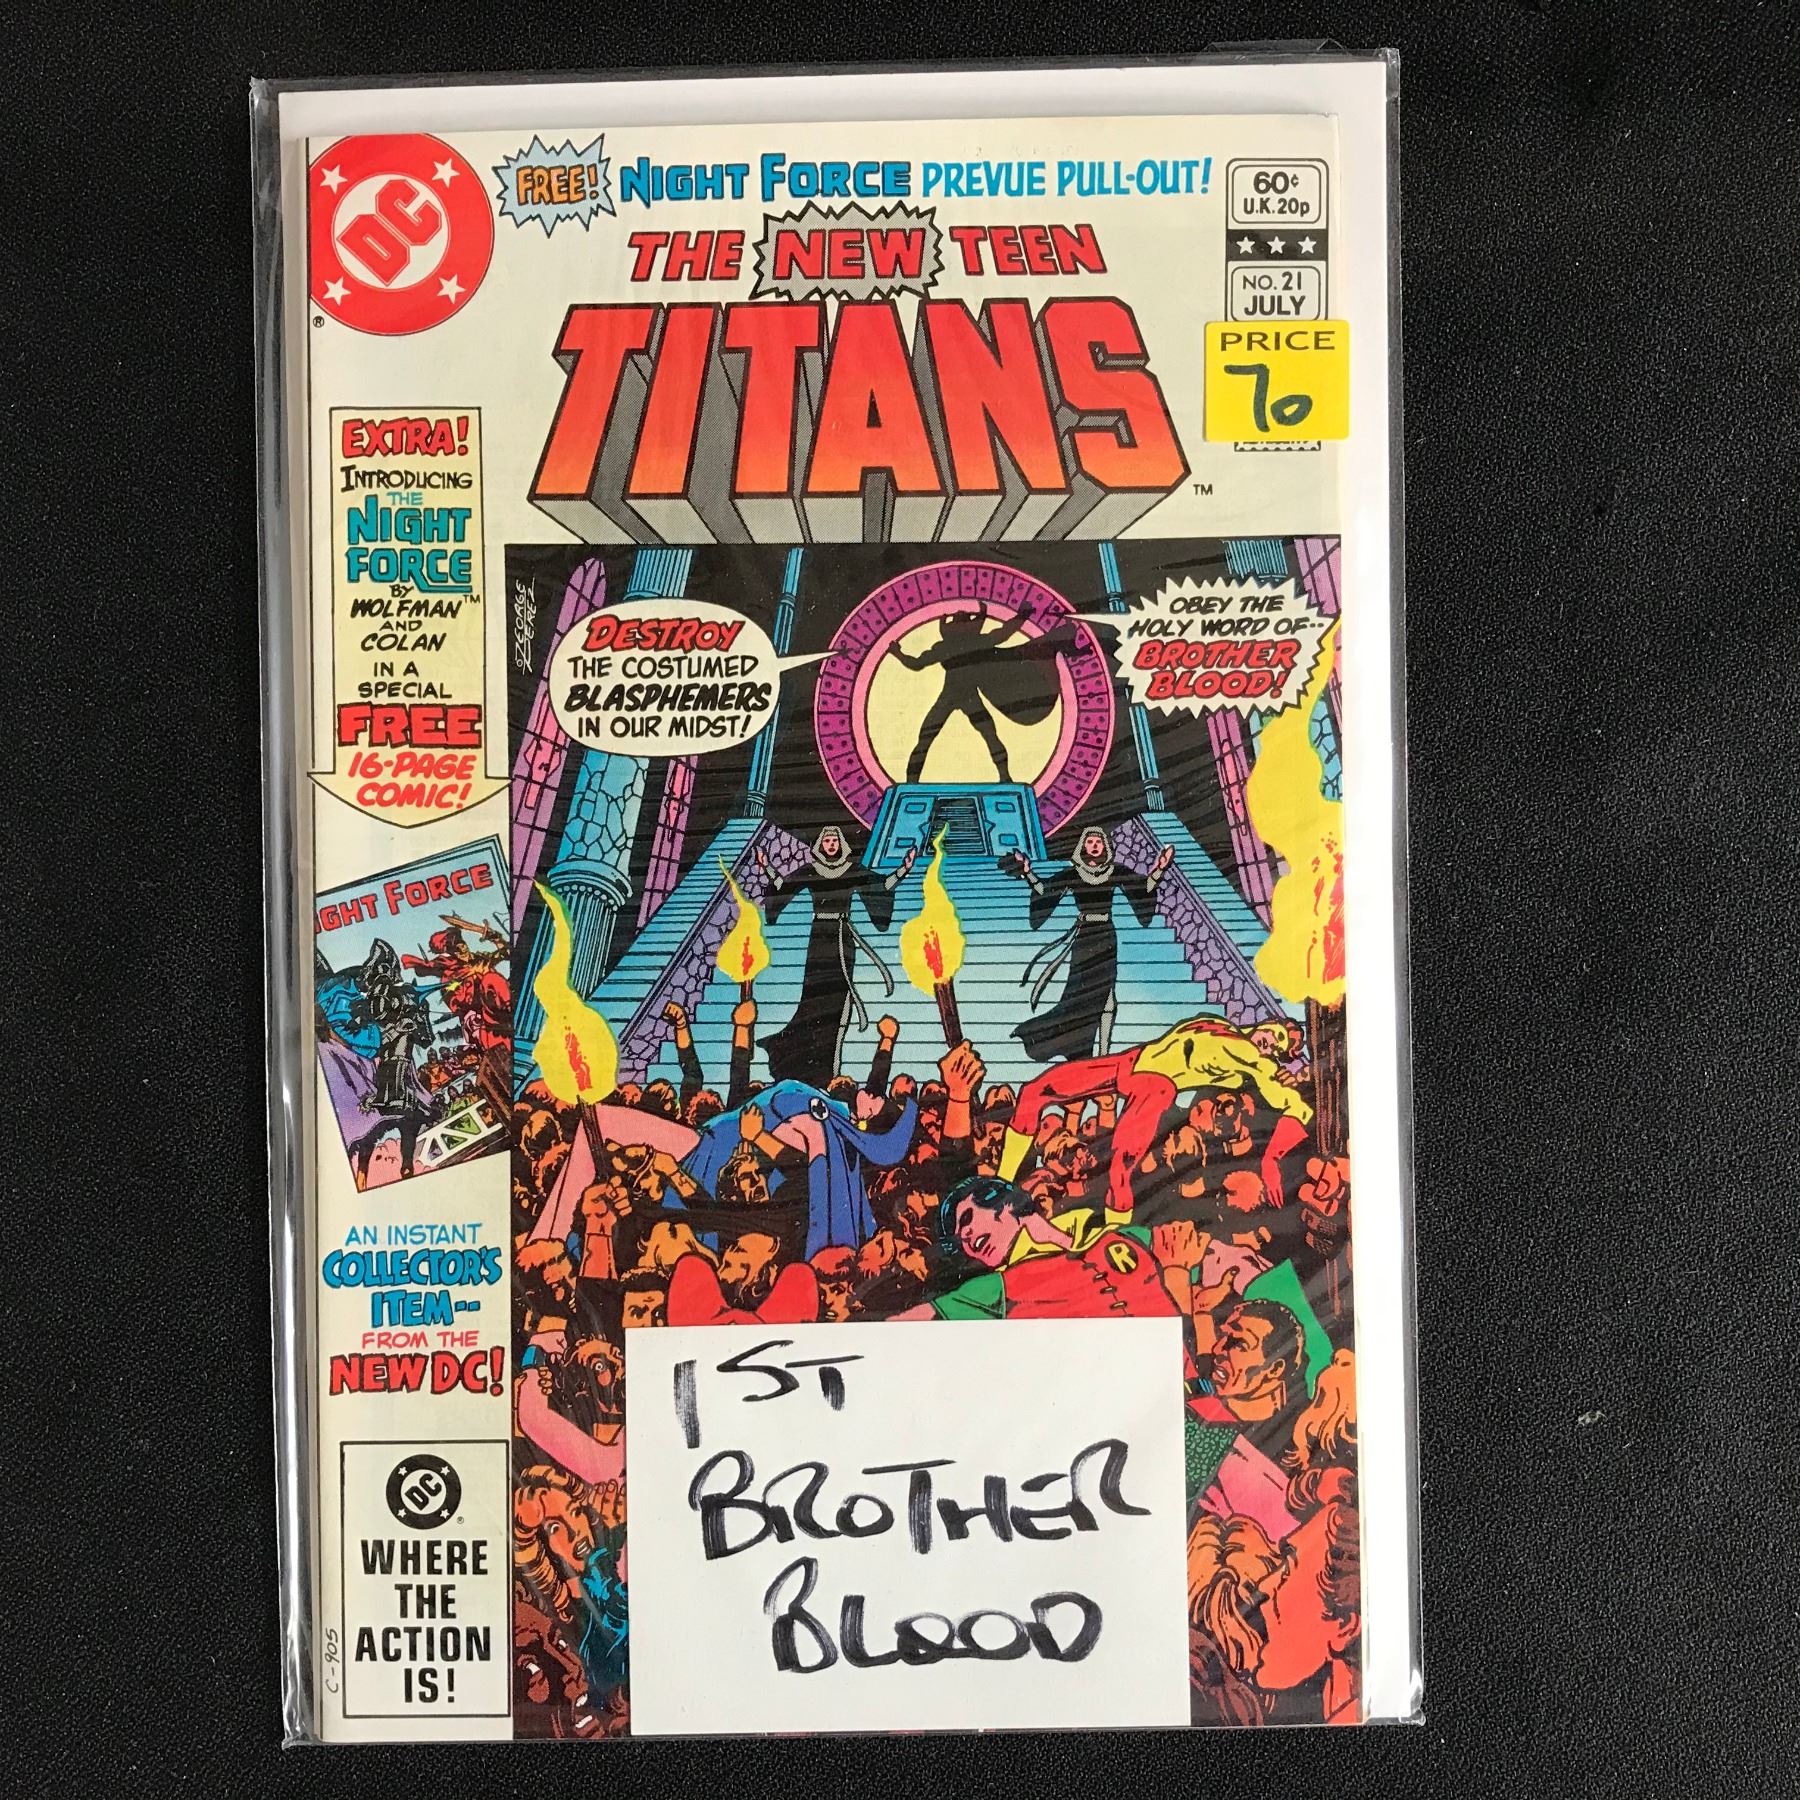 FREE! NIGHT FORCE PREVUE PULL-OUT!
THE NEW TEEN
TITANS
TM
DC
®
60¢
U.K. 20p
NO. 21
JULY
PRICE
70
EXTRA!
INTRODUCING
THE
NIGHT
FORCE
BY
WOLFMAN™
AND
COLAN
IN A
SPECIAL
FREE
16-PAGE
COMIC!
GHT FORCE
AN INSTANT
COLLECTOR'S
ITEM--
FROM THE
NEW DC!
DC
®
WHERE
THE
ACTION
IS!
C-905
GEORGE
PEREZ
DESTROY
THE COSTUMED
BLASPHEMERS
IN OUR MIDST!
OBEY THE
HOLY WORD OF--
BROTHER
BLOOD!
R
1ST
BROTHER
BLOOD